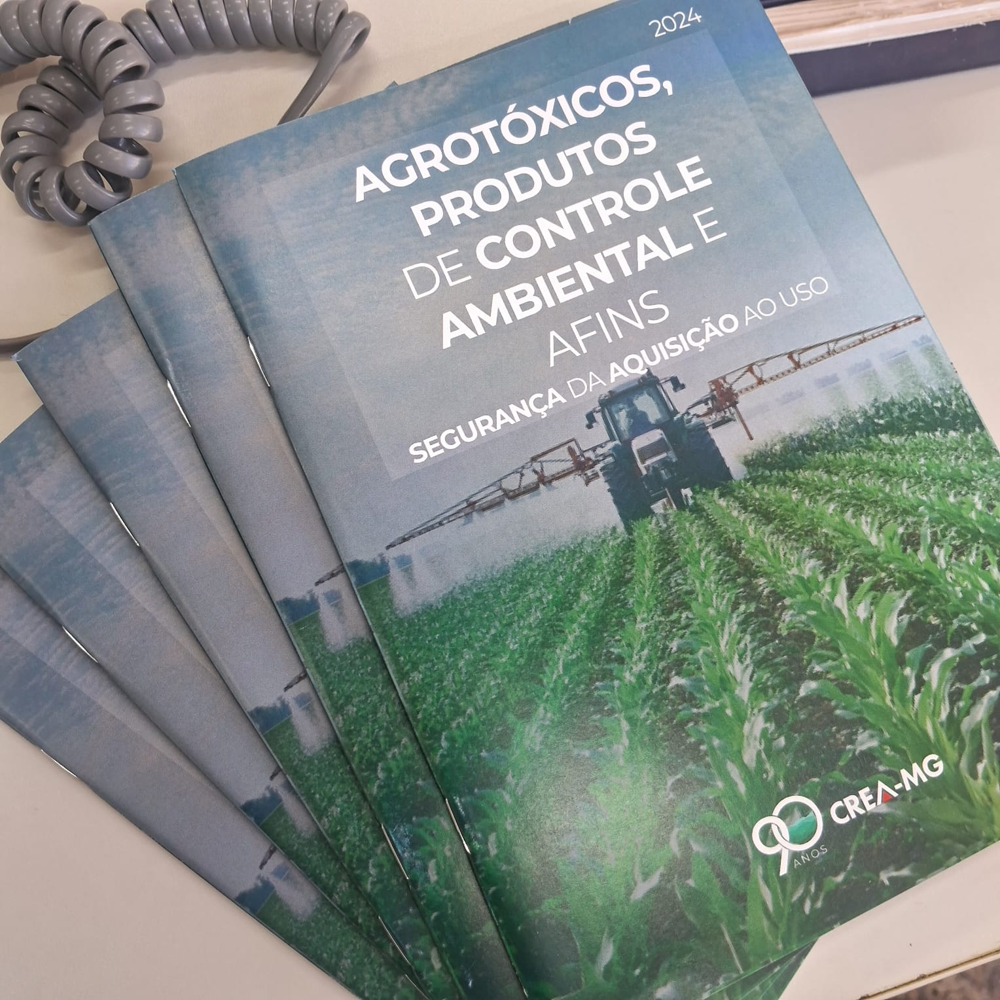 2024
AGROTÓXICOS,
PRODUTOS
DE CONTROLE
AMBIENTAL E
AFINS
SEGURANÇA DA AQUISIÇÃO AO USO
90
ANOS
CREA-MG